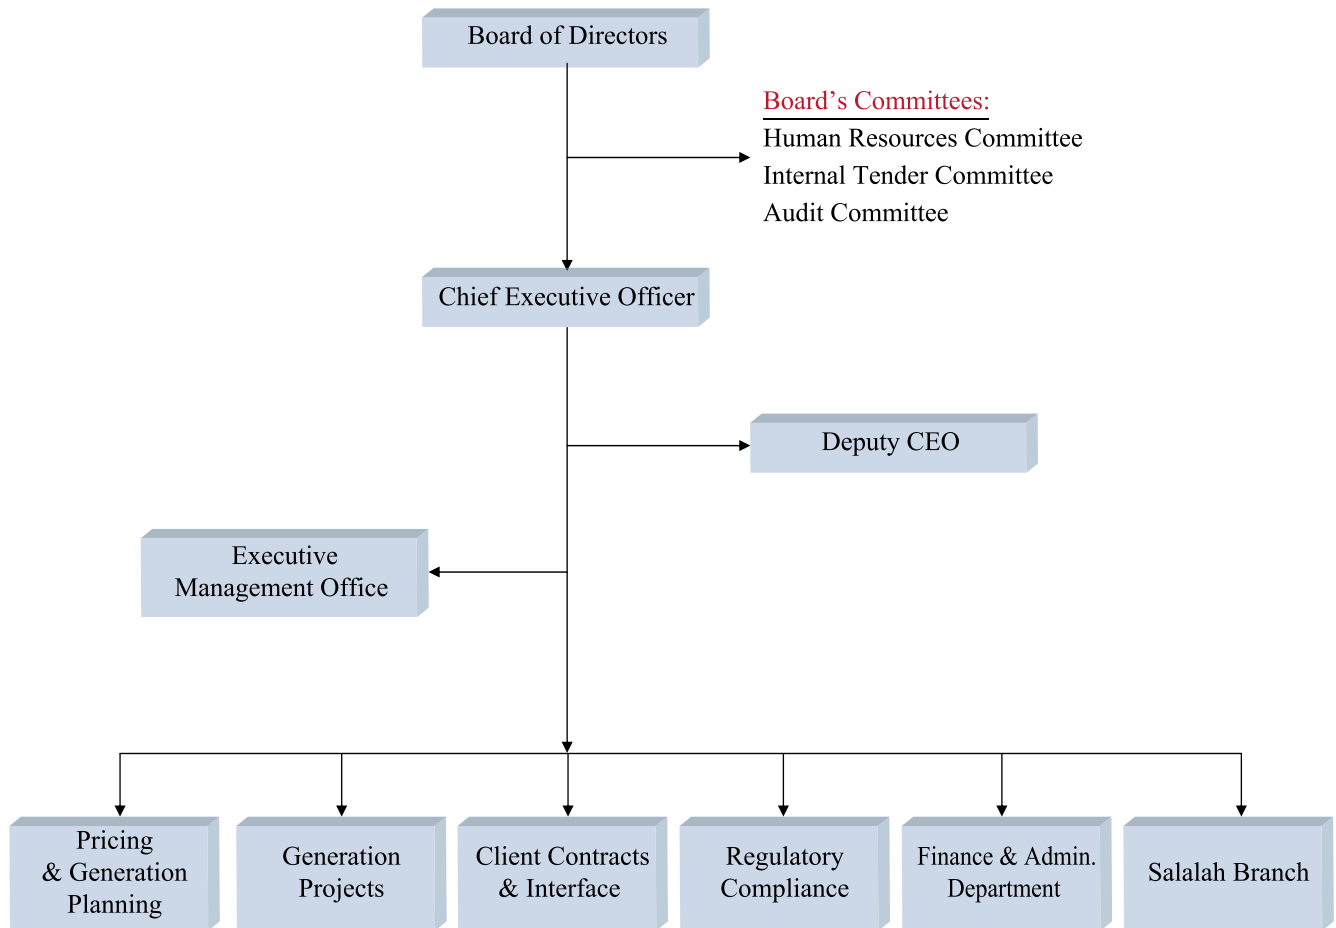 Board of Directors
Board’s Committees:
Human Resources Committee
Internal Tender Committee
Audit Committee
Chief Executive Officer
Deputy CEO
Executive
Management Office
Pricing
& Generation
Planning
Generation
Projects
Client Contracts
& Interface
Regulatory
Compliance
Finance & Admin.
Department
Salalah Branch